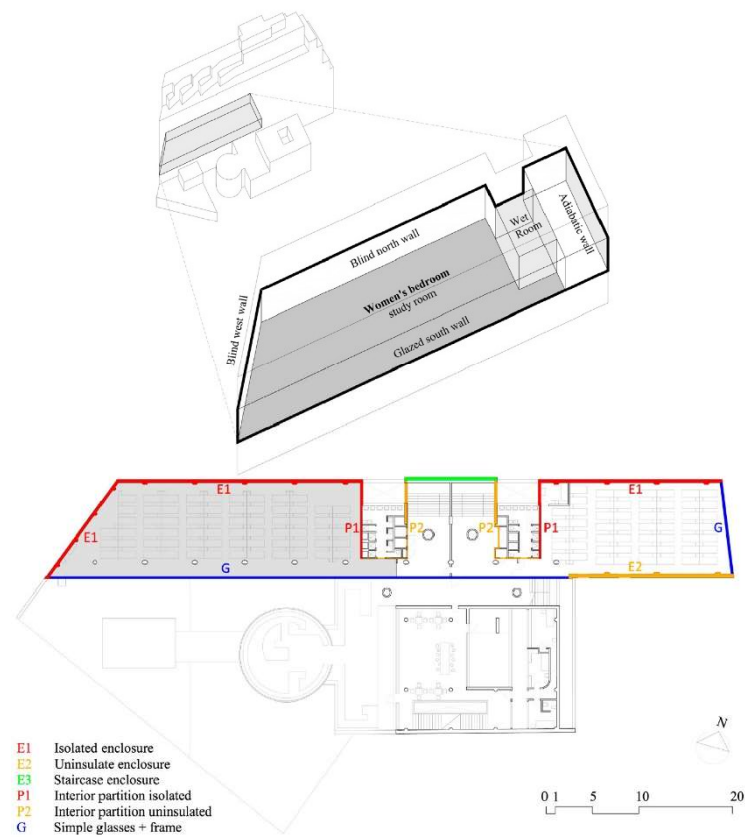 Blind north wall
Wet
Room
Adiabatic wall
Women's bedroom
study room
Blind west wall
Glazed south wall
E1
E1
E1
P1
P2
P2
P1
G
G
E2
N
E1 Isolated enclosure
E2 Uninsulate enclosure
E3 Staircase enclosure
P1 Interior partition isolated
P2 Interior partition uninsulated
G Simple glasses + frame
0 1 5 10 20